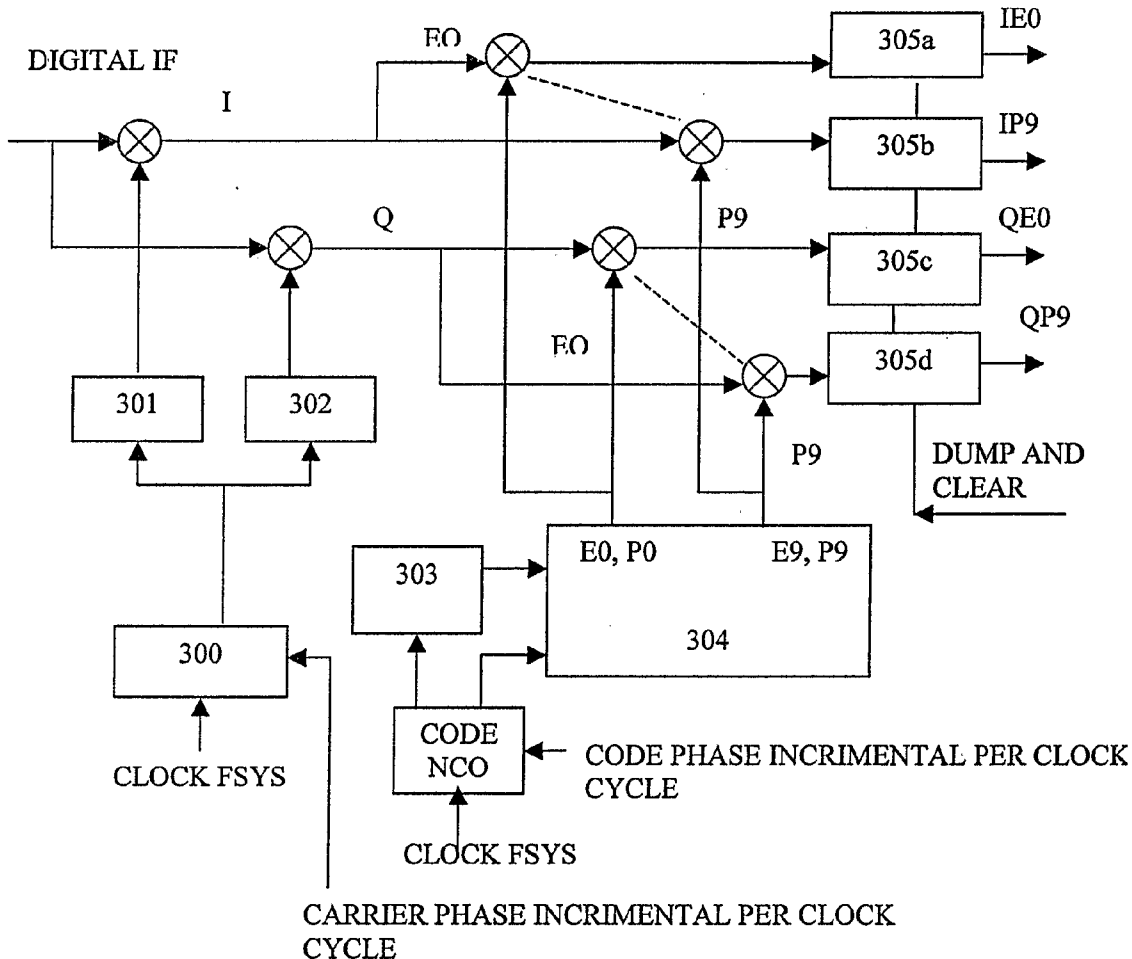 IE0
EO
305a
DIGITAL IF
I
IP9
305b
Q
P9
QE0
305c
QP9
EO
305d
301
302
P9
DUMP AND
CLEAR
E0, P0
E9, P9
303
304
300
CODE
NCO
CODE PHASE INCRIMENTAL PER CLOCK
CYCLE
CLOCK FSYS
CLOCK FSYS
CARRIER PHASE INCRIMENTAL PER CLOCK
CYCLE